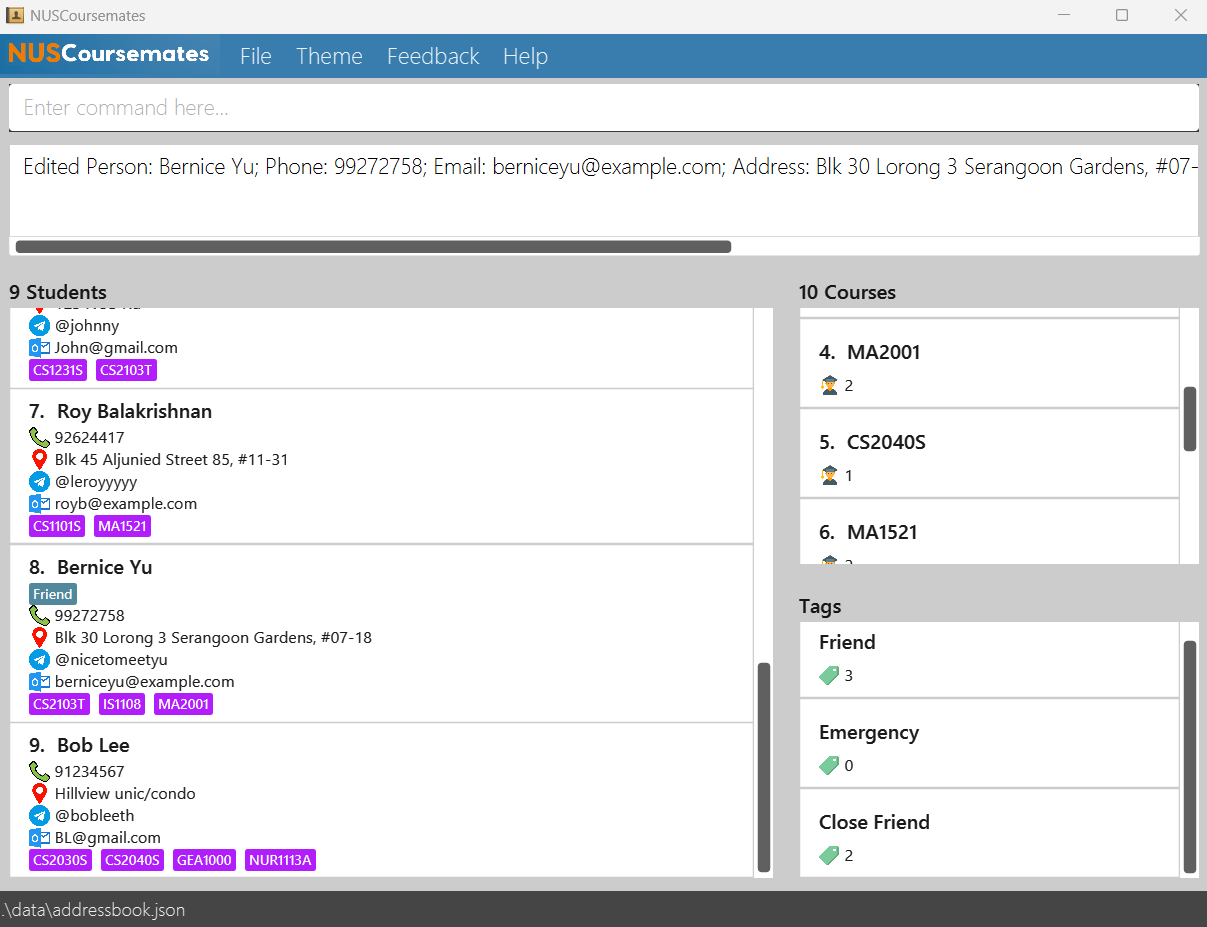 NUSCoursemates
NUSCoursemates File Theme Feedback Help
Enter command here...
Edited Person: Bernice Yu; Phone: 99272758; Email: berniceyu@example.com; Address: Blk 30 Lorong 3 Serangoon Gardens, #07-
9 Students
@johnny
John@gmail.com
CS1231S CS2103T
7. Roy Balakrishnan
92624417
Blk 45 Aljunied Street 85, #11-31
@leroyyyyy
royb@example.com
CS1101S MA1521
8. Bernice Yu
Friend
99272758
Blk 30 Lorong 3 Serangoon Gardens, #07-18
@nicetomeetyu
berniceyu@example.com
CS2103T IS1108 MA2001
9. Bob Lee
91234567
Hillview unic/condo
@bobleeth
BL@gmail.com
CS2030S CS2040S GEA1000 NUR1113A
10 Courses
4. MA2001
2
5. CS2040S
1
6. MA1521
Tags
Friend
3
Emergency
0
Close Friend
2
.\data\addressbook.json